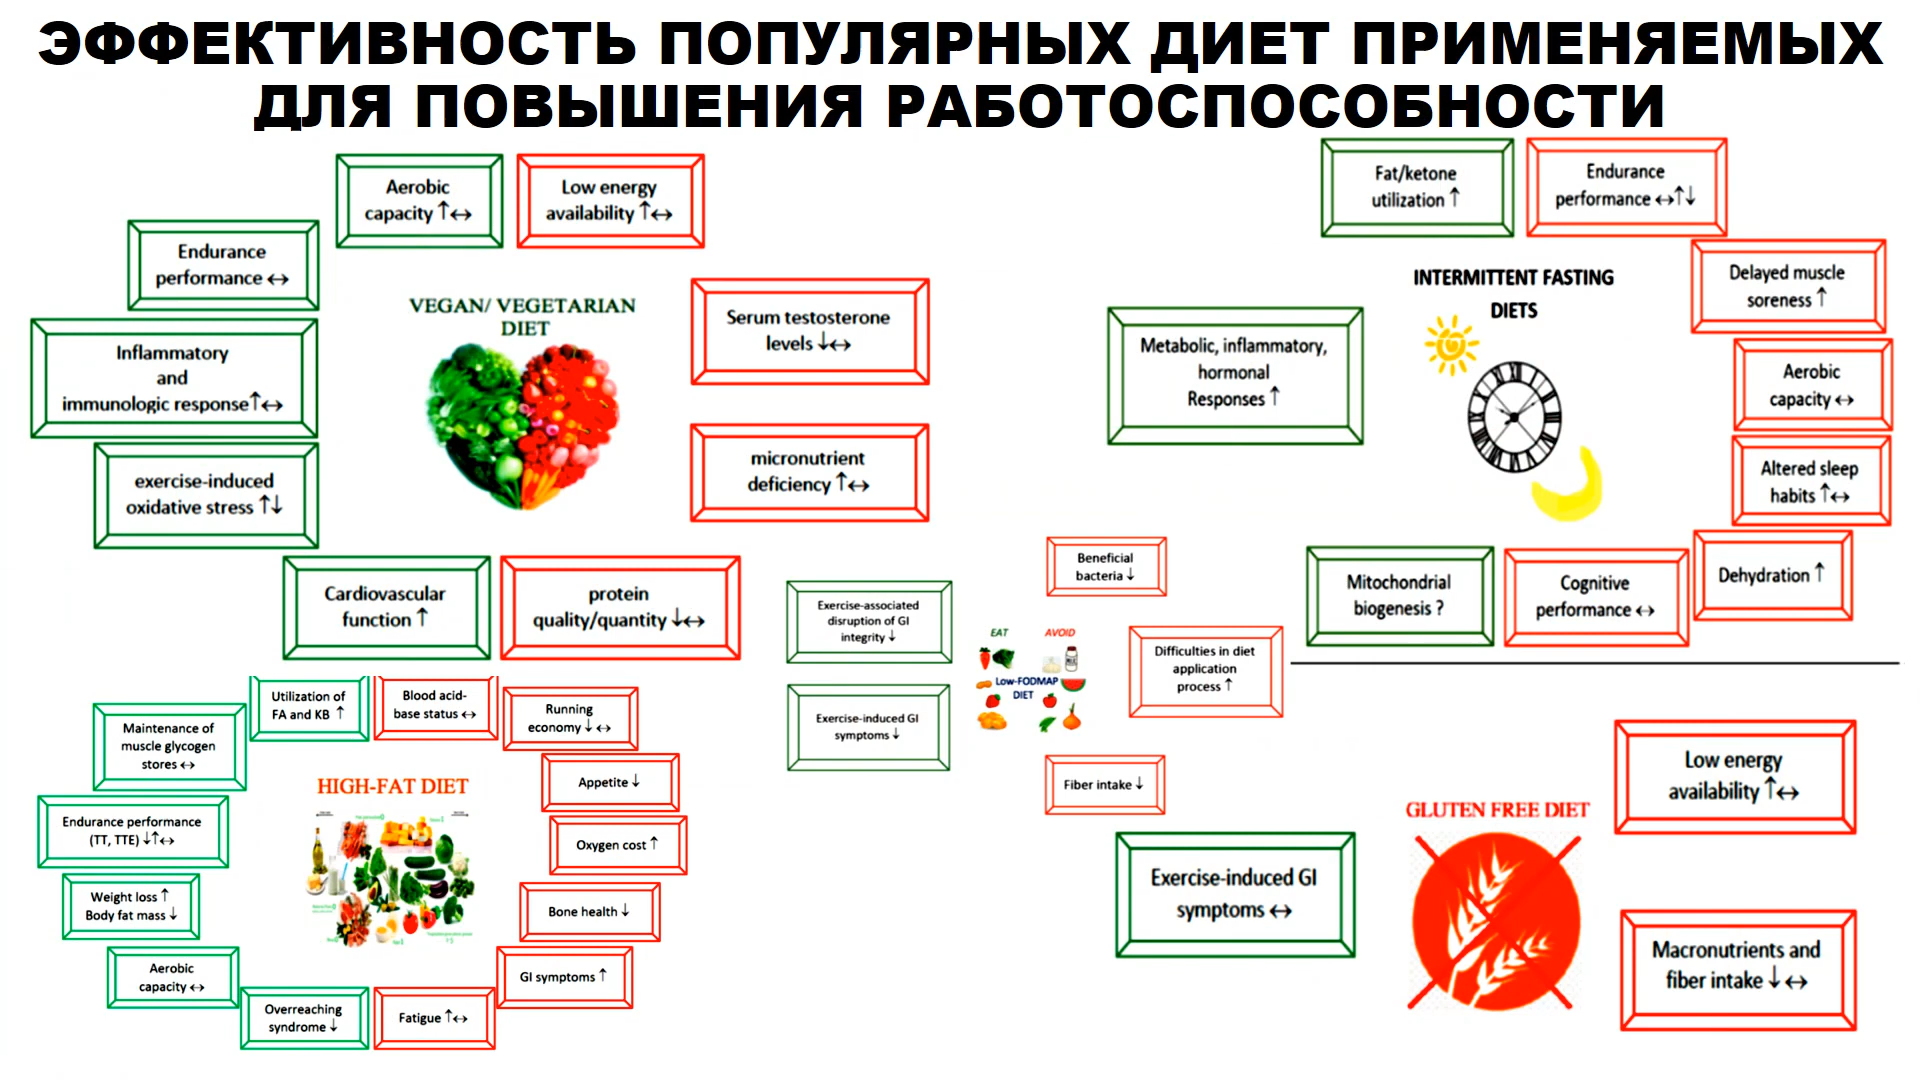 ЭФФЕКТИВНОСТЬ ПОПУЛЯРНЫХ ДИЕТ ПРИМЕНЯЕМЫХ
ДЛЯ ПОВЫШЕНИЯ РАБОТОСПОСОБНОСТИ
Aerobic
capacity ↑↔
Low energy
availability ↑↔
Endurance
performance ↔
VEGAN/ VEGETARIAN
DIET
Serum testosterone
levels ↓↔
Inflammatory
and
immunologic response↑↔
exercise-induced
oxidative stress ↑↓
micronutrient
deficiency ↑↔
Cardiovascular
function ↑
protein
quality/quantity ↓↔
Fat/ketone
utilization ↑
Endurance
performance ↔↑↓
INTERMITTENT FASTING
DIETS
Delayed muscle
soreness ↑
Metabolic, inflammatory,
hormonal
Responses ↑
Aerobic
capacity ↔
Altered sleep
habits ↑↔
Mitochondrial
biogenesis ?
Cognitive
performance ↔
Dehydration ↑
Beneficial
bacteria ↓
Exercise-associated
disruption of GI
integrity ↓
EAT
AVOID
Low-FODMAP
DIET
Difficulties in diet
application
process ↑
Exercise-induced GI
symptoms ↓
Fiber intake ↓
Utilization of
FA and KB ↑
Blood acid-
base status ↔
Running
economy ↓ ↔
Maintenance of
muscle glycogen
stores ↔
HIGH-FAT DIET
Appetite ↓
Endurance performance
(TT, TTE) ↓↑↔
Oxygen cost ↑
Weight loss ↑
Body fat mass ↓
Bone health ↓
Aerobic
capacity ↔
GI symptoms ↑
Overreaching
syndrome ↓
Fatigue ↑↔
Low energy
availability ↑↔
GLUTEN FREE DIET
Exercise-induced GI
symptoms ↔
Macronutrients and
fiber intake ↓ ↔